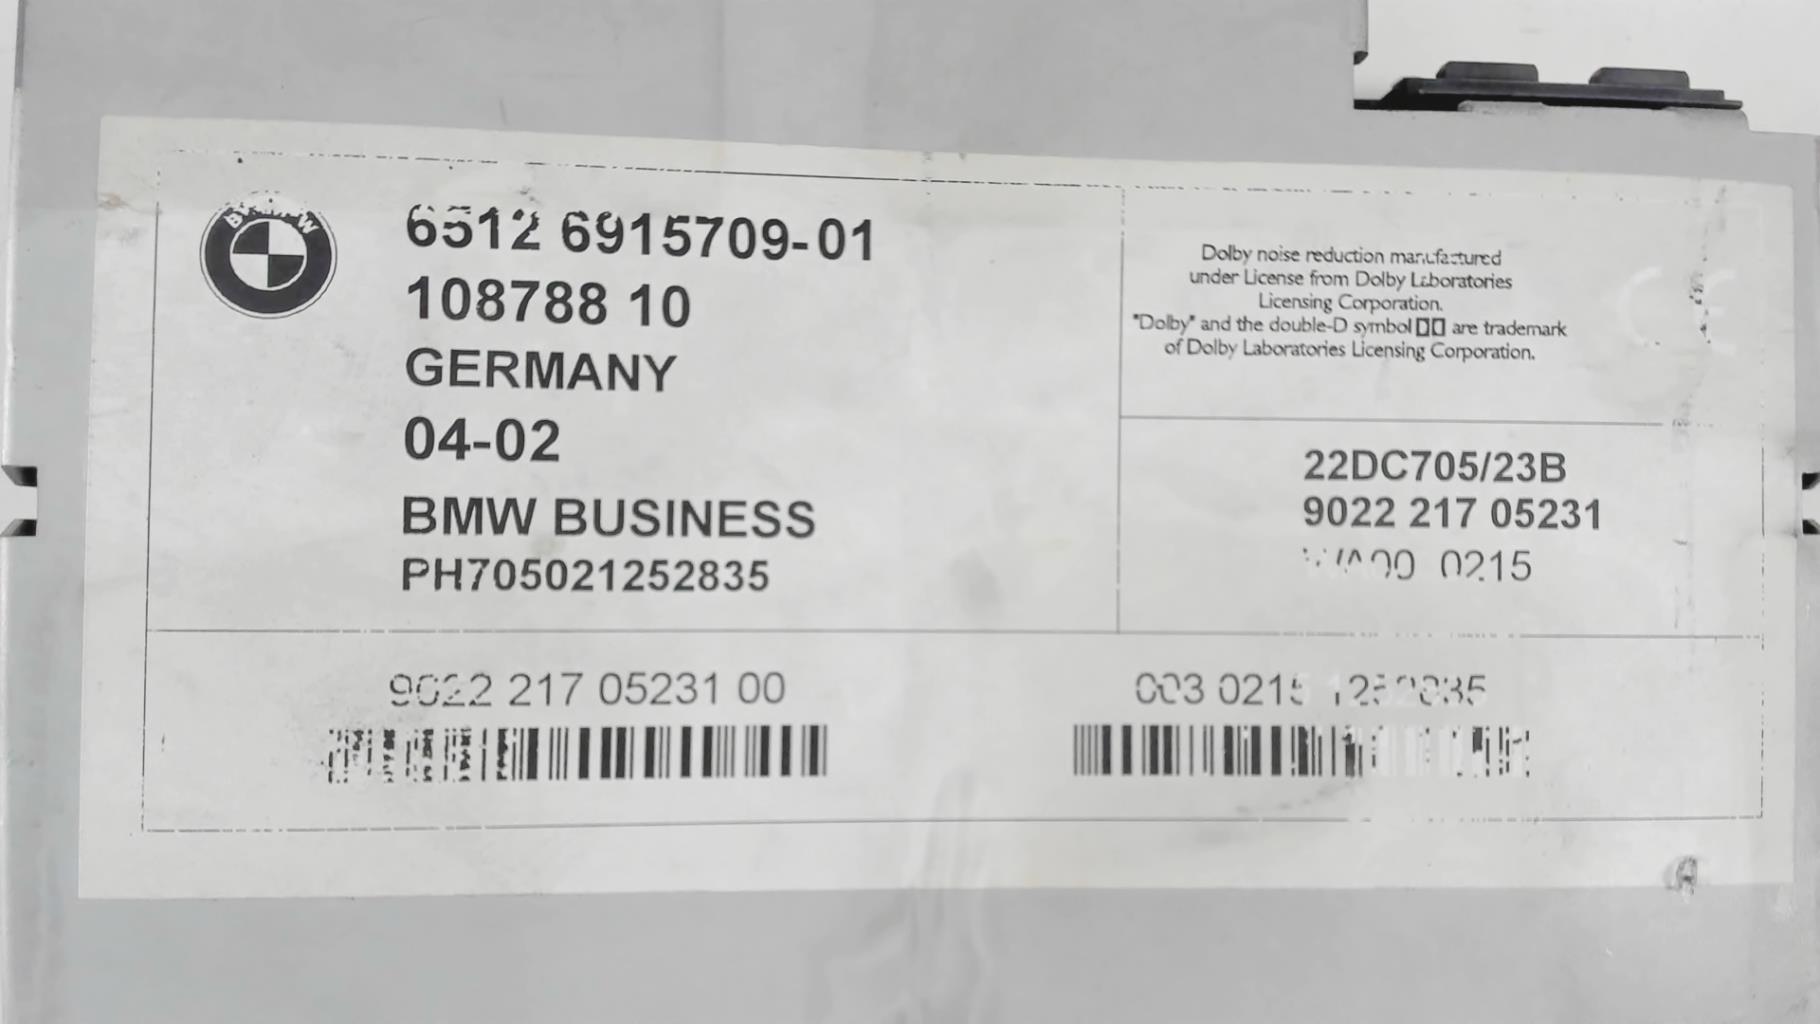 6512 6915709-01
108788 10
GERMANY
04-02
BMW BUSINESS
PH705021252835
Dolby noise reduction manufactured
under License from Dolby Laboratories
Licensing Corporation.
"Dolby" and the double-D symbol are trademark
of Dolby Laboratories Licensing Corporation.
CE
22DC705/23B
9022 217 05231
0215
9022 217 05231 00
003 0215 1252835